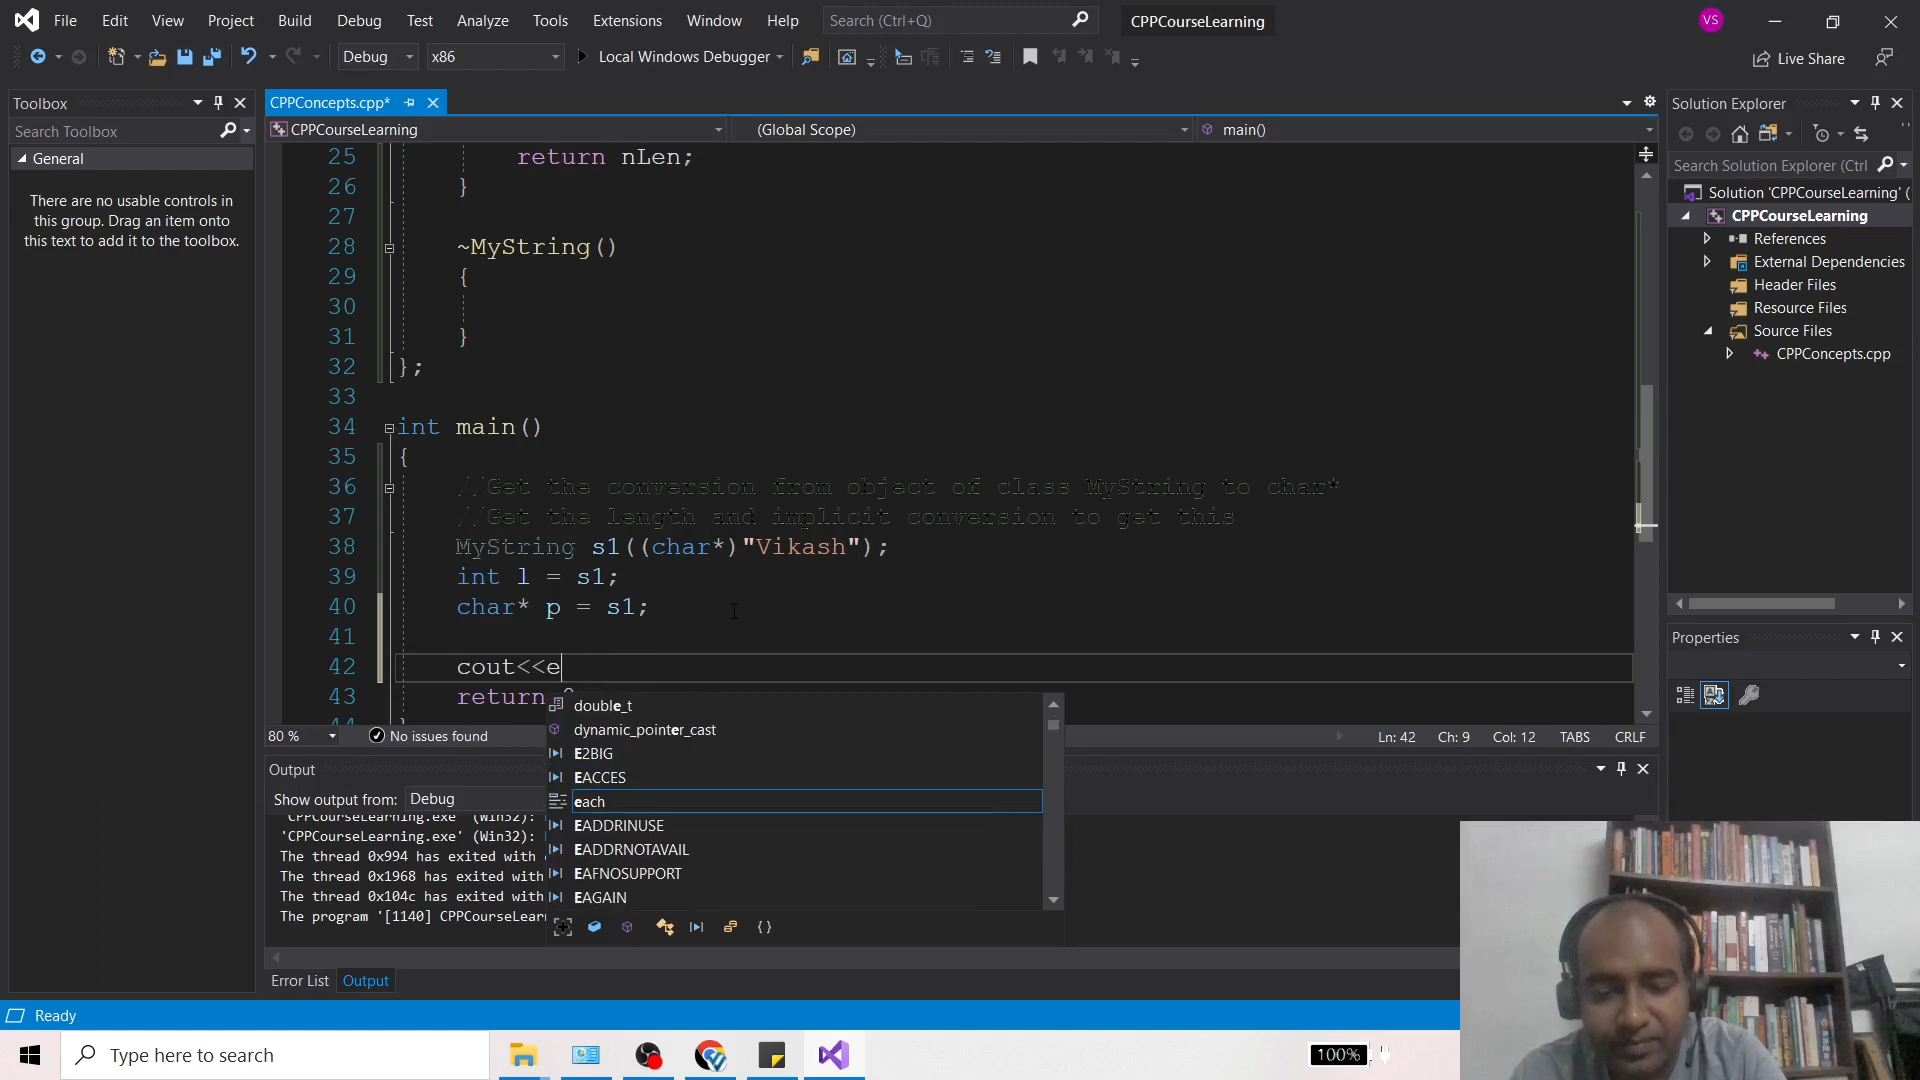 File Edit View Project Build Debug Test Analyze Tools Extensions Window Help Search (Ctrl+Q) CPPCourseLearning VS
Debug x86 Local Windows Debugger Live Share
Toolbox
Search Toolbox
General
There are no usable controls in
this group. Drag an item onto
this text to add it to the toolbox.
CPPConcepts.cpp*
CPPCourseLearning (Global Scope) main()
25 return nLen;
26 }
27
28 ~MyString()
29 {
30
31 }
32 };
33
34 int main()
35 {
36 //Get the conversion from object of class MyString to char*
37 //Get the length and implicit conversion to get this
38 MyString s1((char*)"Vikash");
39 int l = s1;
40 char* p = s1;
41
42 cout<<e
43 return
double_t
dynamic_pointer_cast
E2BIG
EACCES
each
EADDRINUSE
EADDRNOTAVAIL
EAFNOSUPPORT
EAGAIN
80 % No issues found Ln: 42 Ch: 9 Col: 12 TABS CRLF
Output
Show output from: Debug
'CPPCourseLearning.exe' (Win32):
'CPPCourseLearning.exe' (Win32):
The thread 0x994 has exited with
The thread 0x1968 has exited with
The thread 0x104c has exited with
The program '[1140] CPPCourseLearn
Error List Output
Solution Explorer
Search Solution Explorer (Ctrl
Solution 'CPPCourseLearning' (
CPPCourseLearning
References
External Dependencies
Header Files
Resource Files
Source Files
CPPConcepts.cpp
Properties
Ready
Type here to search
100%